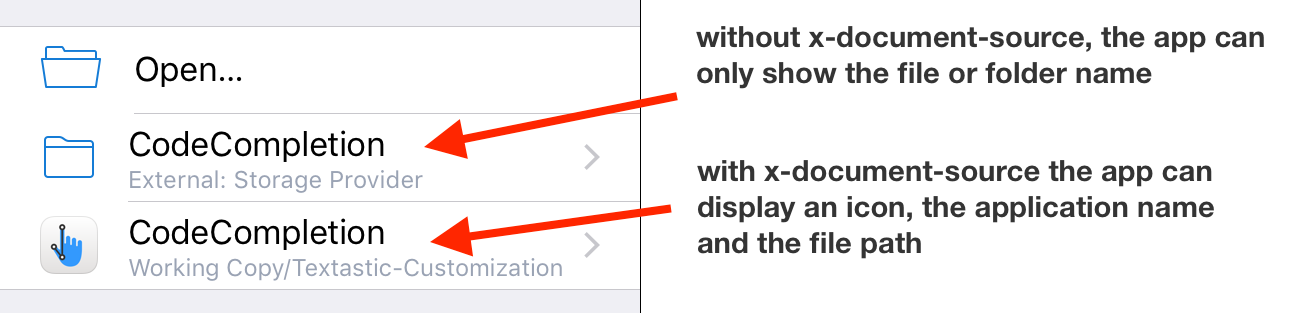 Open...
CodeCompletion
External: Storage Provider
CodeCompletion
Working Copy/Textastic-Customization
without x-document-source, the app can
only show the file or folder name
with x-document-source the app can
display an icon, the application name
and the file path